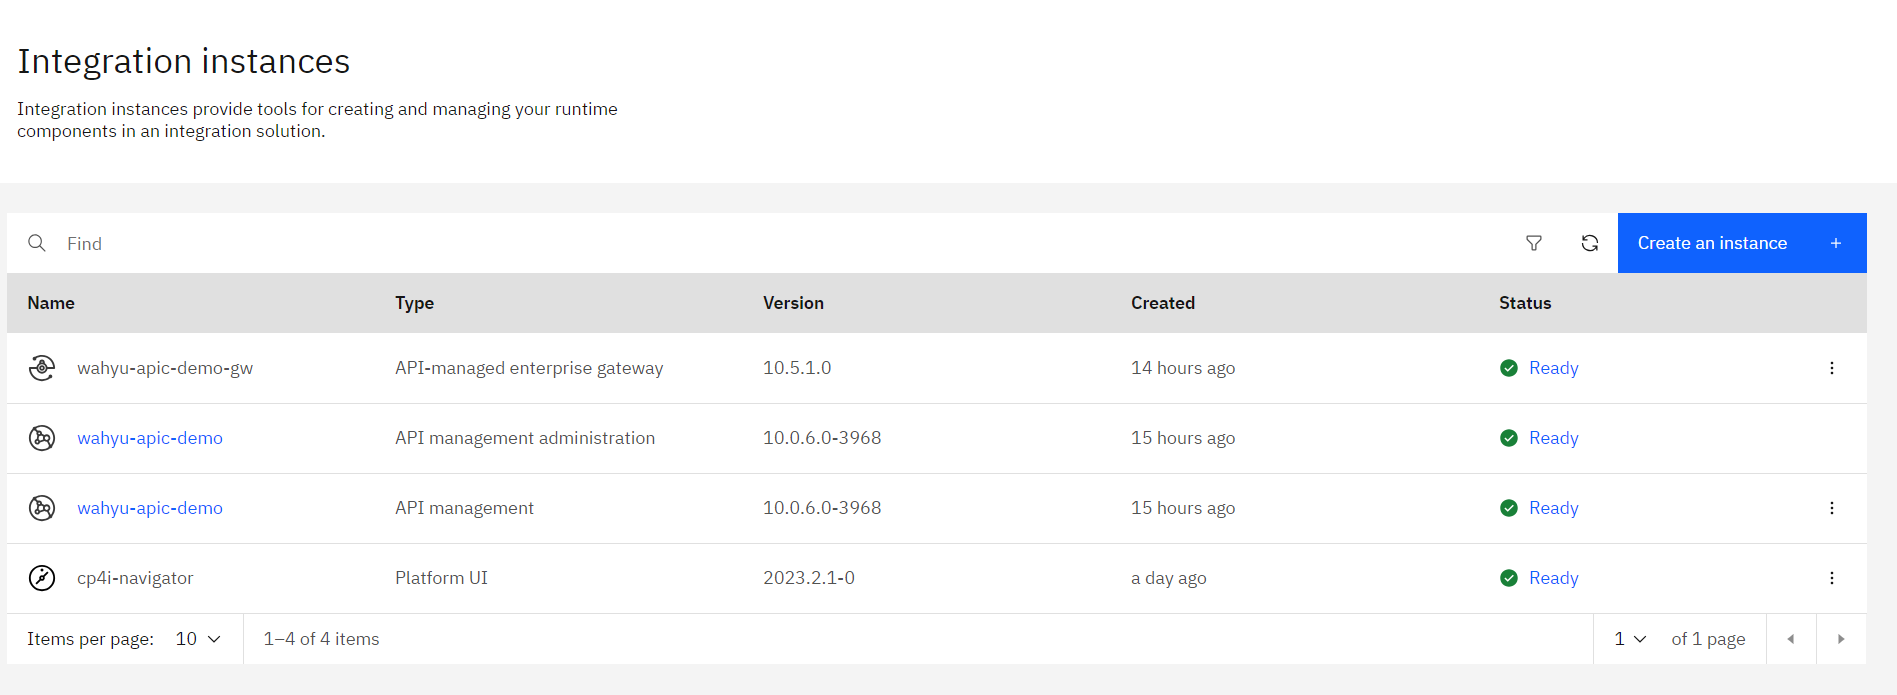 Integration instances
Integration instances provide tools for creating and managing your runtime
components in an integration solution.
Find
Create an instance +
Name Type Version Created Status
wahyu-apic-demo-gw API-managed enterprise gateway 10.5.1.0 14 hours ago Ready
wahyu-apic-demo API management administration 10.0.6.0-3968 15 hours ago Ready
wahyu-apic-demo API management 10.0.6.0-3968 15 hours ago Ready
cp4i-navigator Platform UI 2023.2.1-0 a day ago Ready
Items per page: 10 1–4 of 4 items 1 of 1 page